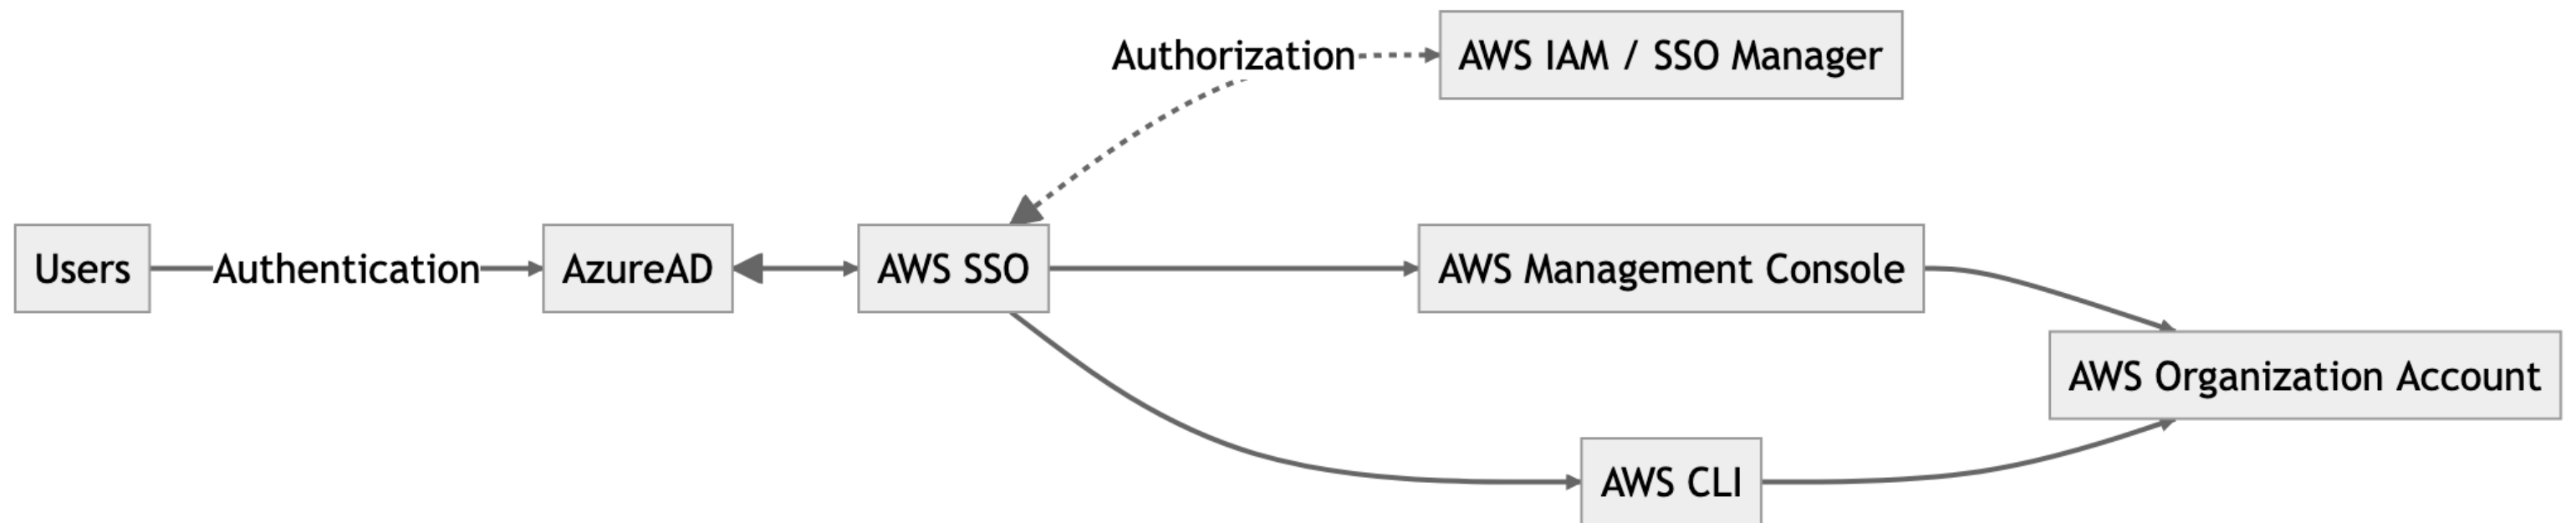 Authorization
AWS IAM / SSO Manager
Users
Authentication
AzureAD
AWS SSO
AWS Management Console
AWS Organization Account
AWS CLI